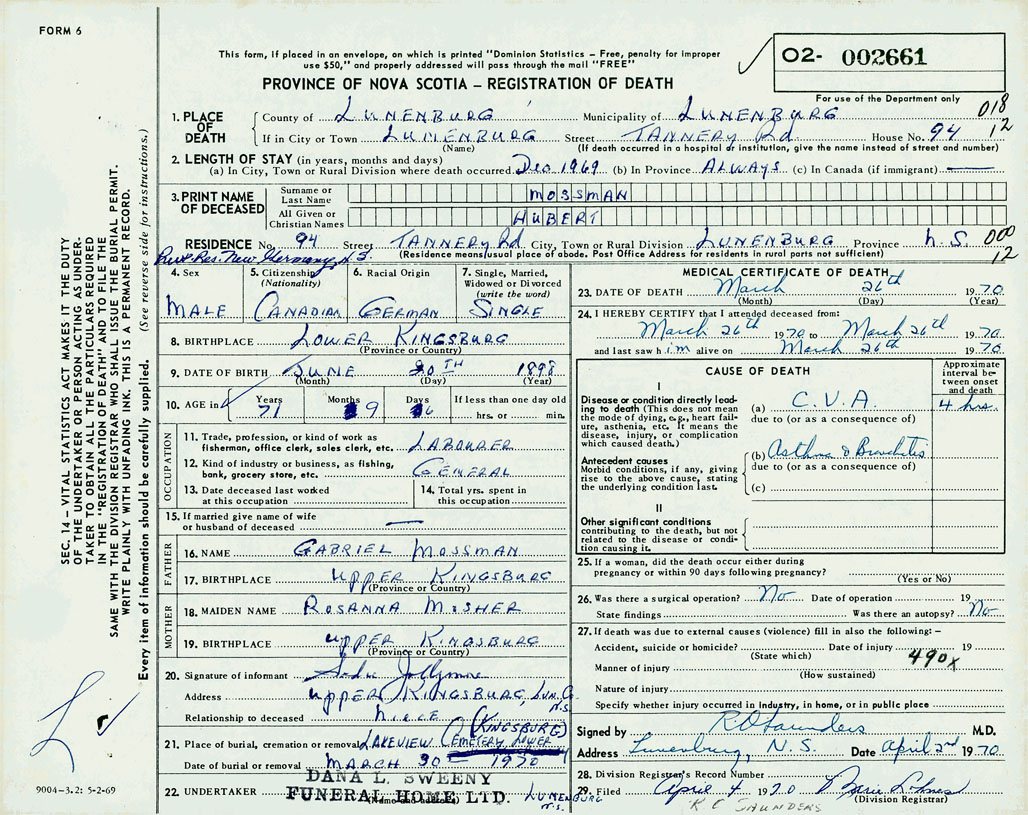 FORM 6
This form, if placed in an envelope, on which is printed "Dominion Statistics – Free, penalty for improper
use $50," and properly addressed will pass through the mail "FREE"
02- 002661
PROVINCE OF NOVA SCOTIA – REGISTRATION OF DEATH
For use of the Department only
018
12
1. PLACE OF DEATH County of LUNENBURG Municipality of LUNENBURG
If in City or Town LUNENBURG Street TANNERY Rd House No. 94
(Name) (If death occurred in a hospital or institution, give the name instead of street and number)
2. LENGTH OF STAY (in years, months and days)
(a) In City, Town or Rural Division where death occurred Dec 1969 (b) In Province ALWAYS (c) In Canada (if immigrant) —
3. PRINT NAME OF DECEASED
Surname or Last Name MOSSMAN
All Given or Christian Names HUBERT
RESIDENCE No. 94 Street TANNERY Rd City, Town or Rural Division LUNENBURG Province N.S. 000
12
(Residence means usual place of abode. Post Office Address for residents in rural parts not sufficient)
Res. New Germany N.S.
4. Sex 5. Citizenship (Nationality) 6. Racial Origin 7. Single, Married, Widowed or Divorced (write the word)
MALE CANADIAN GERMAN SINGLE
8. BIRTHPLACE LOWER KINGSBURG
(Province or Country)
9. DATE OF BIRTH JUNE 20TH 1898
(Month) (Day) (Year)
10. AGE in Years Months Days If less than one day old
71 9 6 hrs. or min.
OCCUPATION
11. Trade, profession, or kind of work as
fisherman, office clerk, sales clerk, etc. LABOURER
12. Kind of industry or business, as fishing,
bank, grocery store, etc. GENERAL
13. Date deceased last worked
at this occupation
14. Total yrs. spent in
this occupation
15. If married give name of wife
or husband of deceased —
FATHER
16. NAME GABRIEL MOSSMAN
17. BIRTHPLACE UPPER KINGSBURG
(Province or Country)
MOTHER
18. MAIDEN NAME ROSANNA MOSHER
19. BIRTHPLACE UPPER KINGSBURG
(Province or Country)
20. Signature of informant
Address UPPER KINGSBURG, LUN. Co. N.S.
Relationship to deceased niece
(KINGSBURG)
21. Place of burial, cremation or removal LAKEVIEW CEMETERY LOWER
Date of burial or removal MARCH 30 – 1970
DANA L. SWEENY
22. UNDERTAKER FUNERAL HOME LTD. LUNENBURG N.S.
(Name and address)
MEDICAL CERTIFICATE OF DEATH
23. DATE OF DEATH March 26th 1970
(Month) (Day) (Year)
24. I HEREBY CERTIFY that I attended deceased from:
March 26th 1970 to March 26th 1970
and last saw him alive on March 26th 1970
CAUSE OF DEATH
Approximate interval between onset and death
I
Disease or condition directly leading to death (This does not
mean the mode of dying, e.g., heart failure, asthenia, etc. It means the
disease, injury, or complication
which caused death.)
(a) C.V.A. 4 hrs.
due to (or as a consequence of)
Antecedent causes
Morbid conditions, if any, giving
rise to the above cause, stating
the underlying condition last.
(b) Asthma & Bronchitis
due to (or as a consequence of)
(c)
II
Other significant conditions
contributing to the death, but not
related to the disease or condition causing it.
25. If a woman, did the death occur either during
pregnancy or within 90 days following pregnancy?
(Yes or No)
26. Was there a surgical operation? No Date of operation 19
State findings Was there an autopsy? No
27. If death was due to external causes (violence) fill in also the following: –
Accident, suicide or homicide? Date of injury 19
(State which)
490x
Manner of injury
(How sustained)
Nature of injury
Specify whether injury occurred in industry, in home, or in public place
Signed by R C Saunders M.D.
Address Lunenburg, N.S. Date April 2nd 1970
28. Division Registrar's Record Number
29. Filed April 4 1970
(Division Registrar)
R C SAUNDERS
SEC. 14 – VITAL STATISTICS ACT MAKES IT THE DUTY
OF THE UNDERTAKER OR PERSON ACTING AS UNDERTAKER TO OBTAIN ALL THE PARTICULARS REQUIRED
IN THE "REGISTRATION OF DEATH" AND TO FILE THE
SAME WITH THE DIVISION REGISTRAR WHO SHALL ISSUE THE BURIAL PERMIT.
WRITE PLAINLY WITH UNFADING INK. THIS IS A PERMANENT RECORD.
Every item of information should be carefully supplied. (See reverse side for instructions.)
9004-3.2: 5-2-69